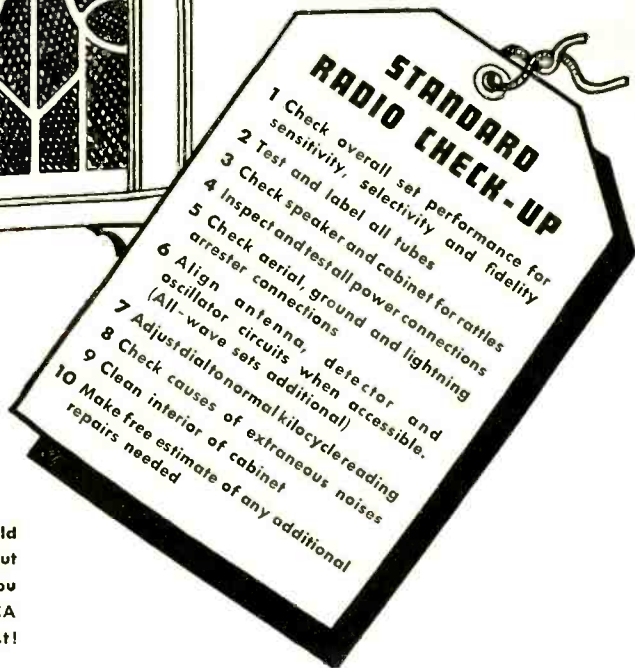 STANDARD
RADIO CHECK-UP
1 Check overall set performance for
sensitivity, selectivity and fidelity
2 Test and label all tubes
3 Check speaker and cabinet for rattles
4 Inspect and test all power connections
5 Check aerial, ground and lightning
arrester connections
6 Align antenna, detector and
oscillator circuits when accessible.
(All-wave sets additional)
7 Adjust dial to normal kilocycle reading
8 Check causes of extraneous noises
9 Clean interior of cabinet
10 Make free estimate of any additional
repairs needed
ld
ut
ou
CA
t!